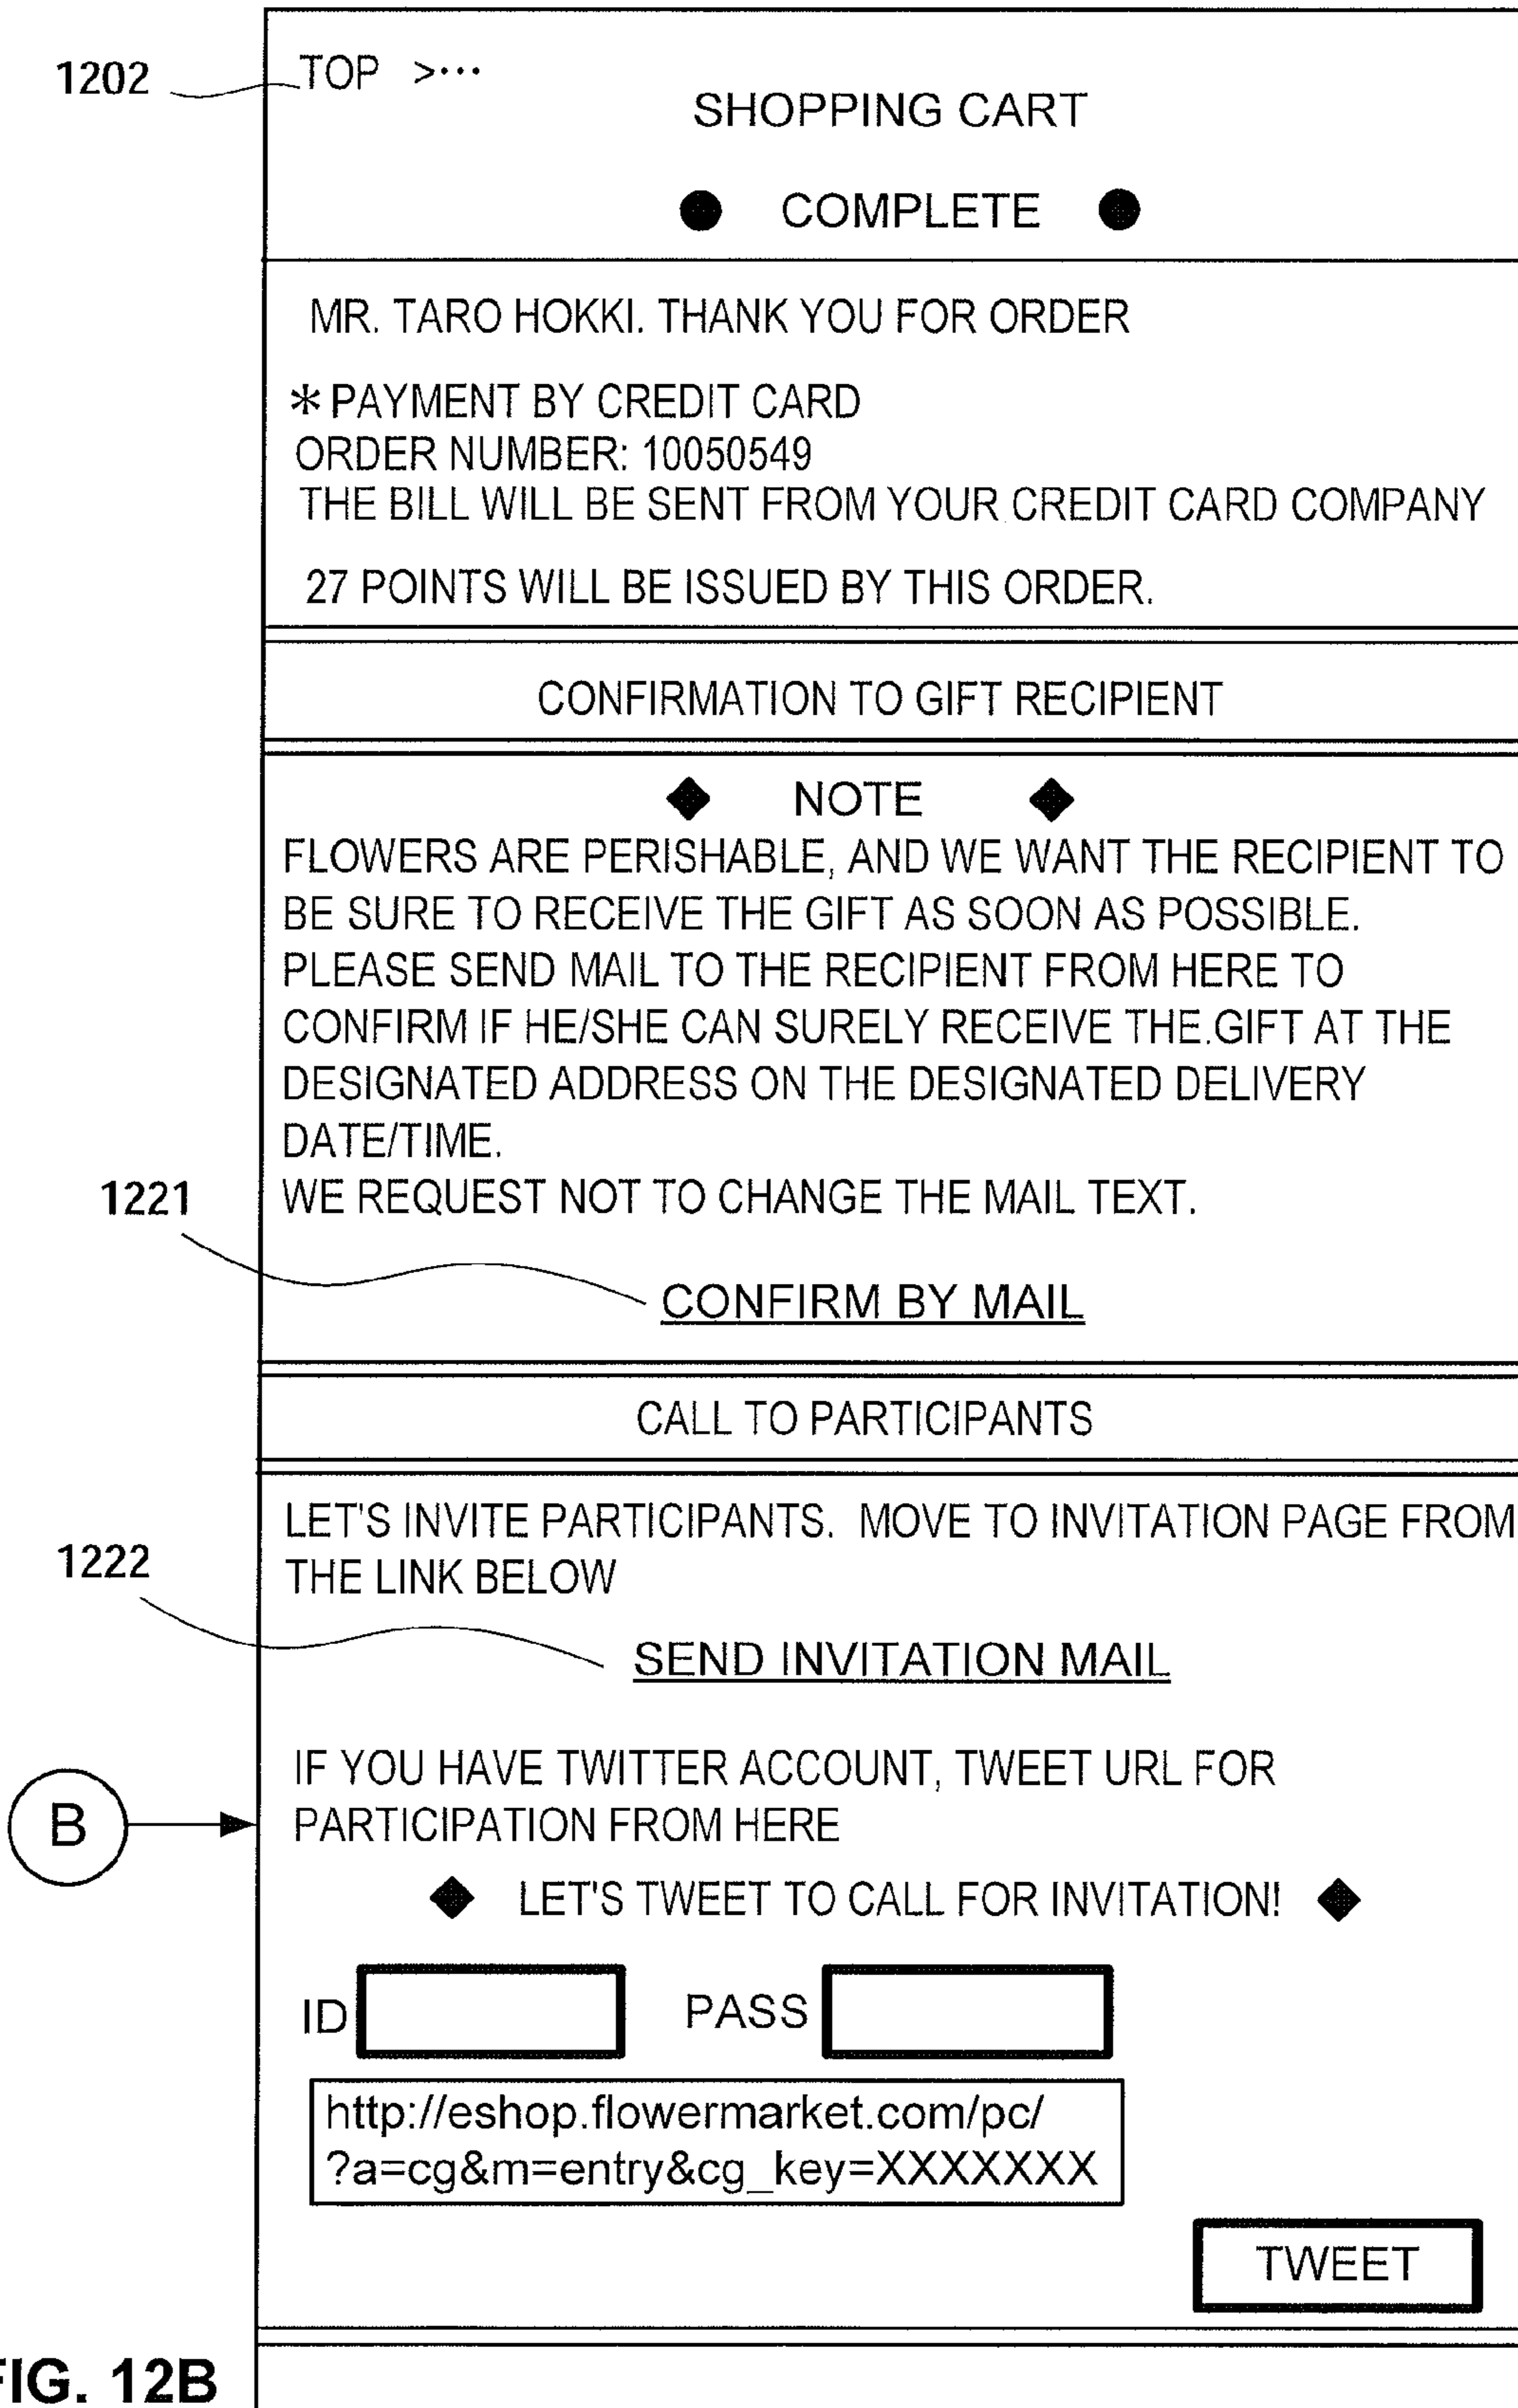 1202
TOP >···
SHOPPING CART
● COMPLETE ●
MR. TARO HOKKI. THANK YOU FOR ORDER
* PAYMENT BY CREDIT CARD
ORDER NUMBER: 10050549
THE BILL WILL BE SENT FROM YOUR CREDIT CARD COMPANY
27 POINTS WILL BE ISSUED BY THIS ORDER.
CONFIRMATION TO GIFT RECIPIENT
◆ NOTE ◆
FLOWERS ARE PERISHABLE, AND WE WANT THE RECIPIENT TO
BE SURE TO RECEIVE THE GIFT AS SOON AS POSSIBLE.
PLEASE SEND MAIL TO THE RECIPIENT FROM HERE TO
CONFIRM IF HE/SHE CAN SURELY RECEIVE THE.GIFT AT THE
DESIGNATED ADDRESS ON THE DESIGNATED DELIVERY
DATE/TIME.
1221
WE REQUEST NOT TO CHANGE THE MAIL TEXT.
CONFIRM BY MAIL
CALL TO PARTICIPANTS
LET'S INVITE PARTICIPANTS. MOVE TO INVITATION PAGE FROM
1222
THE LINK BELOW
SEND INVITATION MAIL
IF YOU HAVE TWITTER ACCOUNT, TWEET URL FOR
B
PARTICIPATION FROM HERE
◆ LET'S TWEET TO CALL FOR INVITATION! ◆
ID PASS
http://eshop.flowermarket.com/pc/
?a=cg&m=entry&cg_key=XXXXXXX
TWEET
FIG. 12B